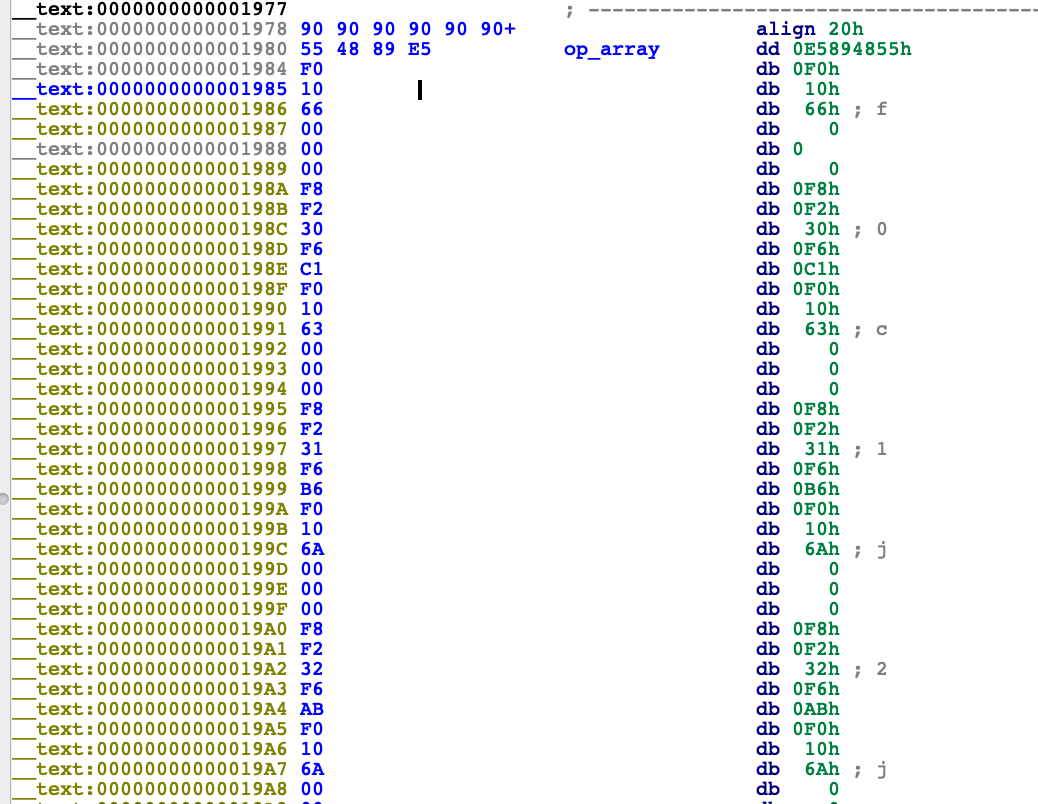 __text:0000000000001977 ; ----------------------------------------
__text:0000000000001978 90 90 90 90 90 90+ align 20h
__text:0000000000001980 55 48 89 E5 op_array dd 0E5894855h
__text:0000000000001984 F0 db 0F0h
__text:0000000000001985 10 db 10h
__text:0000000000001986 66 db 66h ; f
__text:0000000000001987 00 db 0
__text:0000000000001988 00 db 0
__text:0000000000001989 00 db 0
__text:000000000000198A F8 db 0F8h
__text:000000000000198B F2 db 0F2h
__text:000000000000198C 30 db 30h ; 0
__text:000000000000198D F6 db 0F6h
__text:000000000000198E C1 db 0C1h
__text:000000000000198F F0 db 0F0h
__text:0000000000001990 10 db 10h
__text:0000000000001991 63 db 63h ; c
__text:0000000000001992 00 db 0
__text:0000000000001993 00 db 0
__text:0000000000001994 00 db 0
__text:0000000000001995 F8 db 0F8h
__text:0000000000001996 F2 db 0F2h
__text:0000000000001997 31 db 31h ; 1
__text:0000000000001998 F6 db 0F6h
__text:0000000000001999 B6 db 0B6h
__text:000000000000199A F0 db 0F0h
__text:000000000000199B 10 db 10h
__text:000000000000199C 6A db 6Ah ; j
__text:000000000000199D 00 db 0
__text:000000000000199E 00 db 0
__text:000000000000199F 00 db 0
__text:00000000000019A0 F8 db 0F8h
__text:00000000000019A1 F2 db 0F2h
__text:00000000000019A2 32 db 32h ; 2
__text:00000000000019A3 F6 db 0F6h
__text:00000000000019A4 AB db 0ABh
__text:00000000000019A5 F0 db 0F0h
__text:00000000000019A6 10 db 10h
__text:00000000000019A7 6A db 6Ah ; j
__text:00000000000019A8 00 db 0